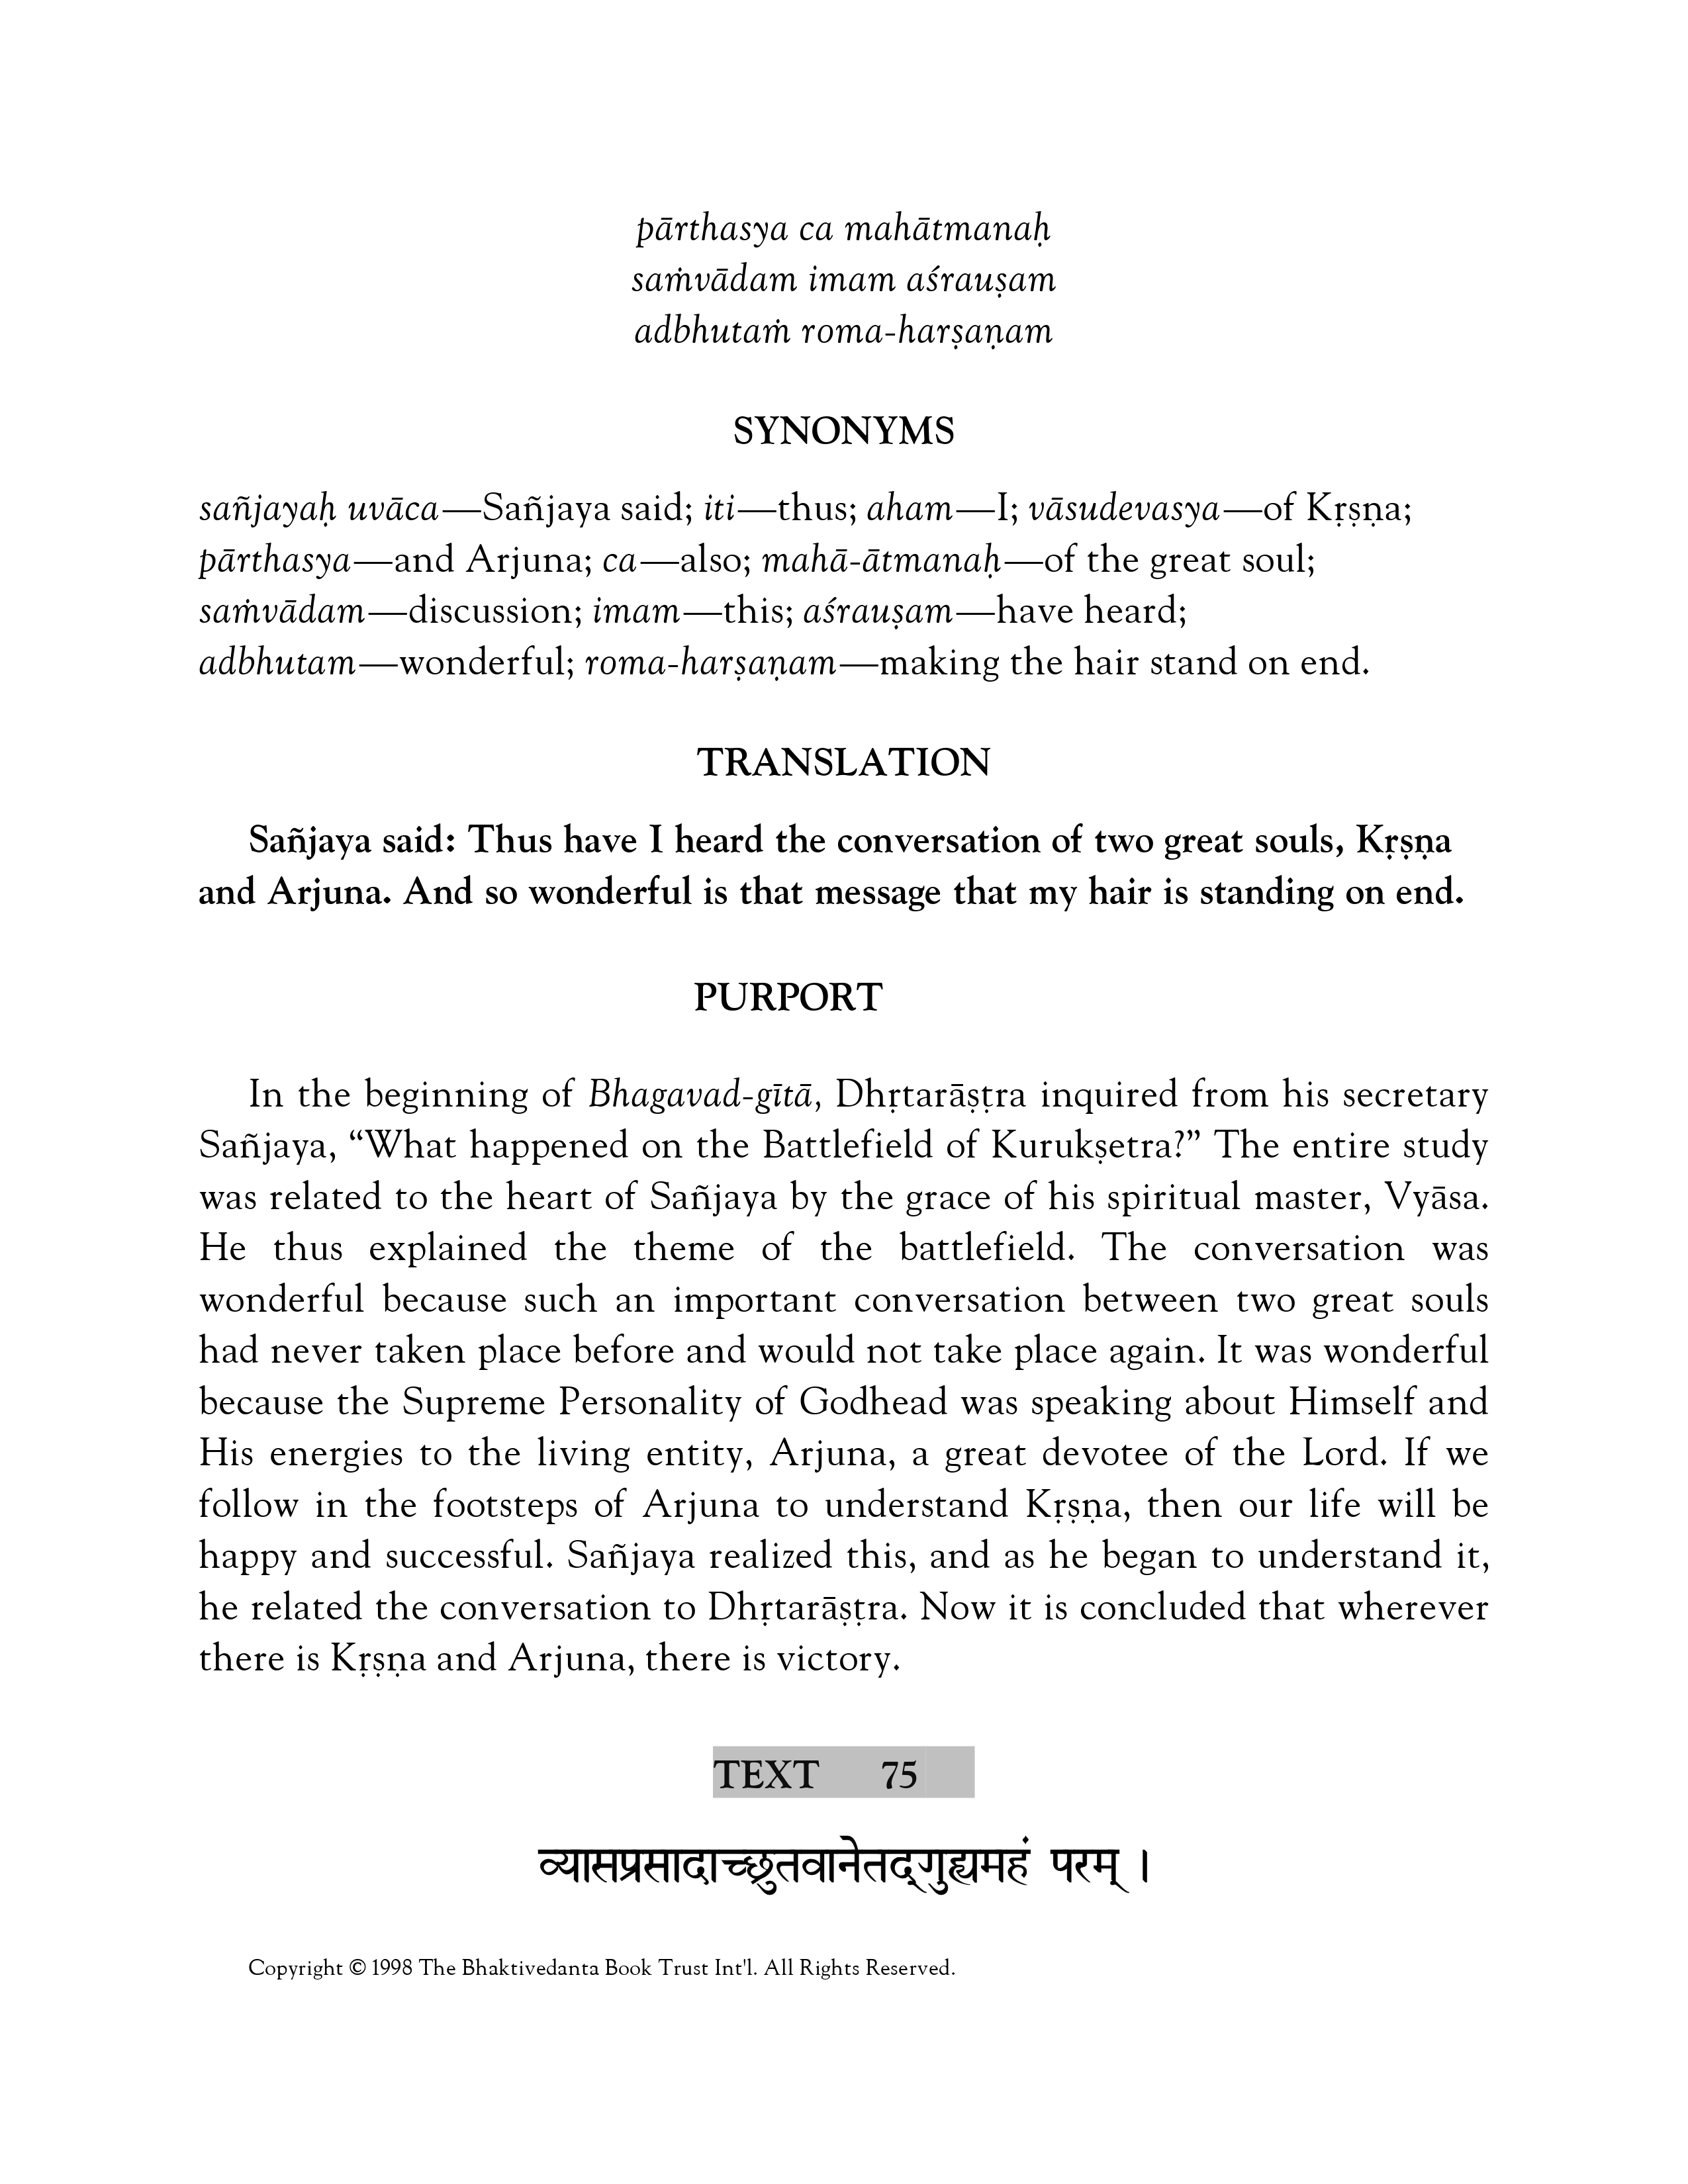 pārthasya ca mahātmanaḥ
saṁvādam imam aśrauṣam
adbhutaṁ roma-harṣaṇam
SYNONYMS
sañjayaḥ uvāca—Sañjaya said; iti—thus; aham—I; vāsudevasya—of Kṛṣṇa;
pārthasya—and Arjuna; ca—also; mahā-ātmanaḥ—of the great soul;
saṁvādam—discussion; imam—this; aśrauṣam—have heard;
adbhutam—wonderful; roma-harṣaṇam—making the hair stand on end.
TRANSLATION
Sañjaya said: Thus have I heard the conversation of two great souls, Kṛṣṇa
and Arjuna. And so wonderful is that message that my hair is standing on end.
PURPORT
In the beginning of Bhagavad-gītā, Dhṛtarāṣṭra inquired from his secretary
Sañjaya, “What happened on the Battlefield of Kurukṣetra?” The entire study
was related to the heart of Sañjaya by the grace of his spiritual master, Vyāsa.
He thus explained the theme of the battlefield. The conversation was
wonderful because such an important conversation between two great souls
had never taken place before and would not take place again. It was wonderful
because the Supreme Personality of Godhead was speaking about Himself and
His energies to the living entity, Arjuna, a great devotee of the Lord. If we
follow in the footsteps of Arjuna to understand Kṛṣṇa, then our life will be
happy and successful. Sañjaya realized this, and as he began to understand it,
he related the conversation to Dhṛtarāṣṭra. Now it is concluded that wherever
there is Kṛṣṇa and Arjuna, there is victory.
TEXT 75
व्यासप्रसादाच्छ्रुतवानेतद्गुह्यमहं परम् ।
Copyright © 1998 The Bhaktivedanta Book Trust Int'l. All Rights Reserved.